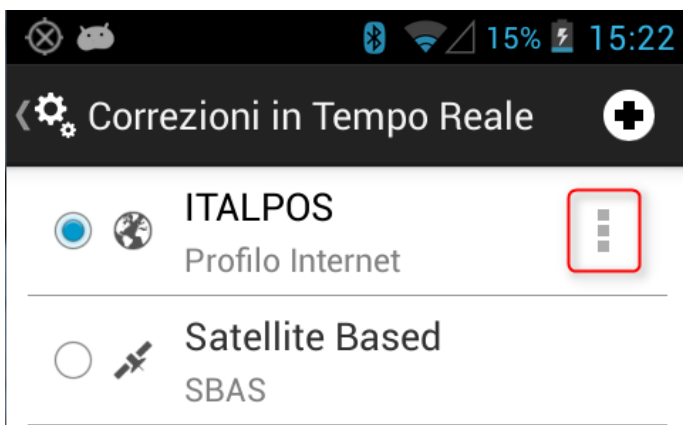 15% 15:22
Correzioni in Tempo Reale
ITALPOS
Profilo Internet
Satellite Based
SBAS